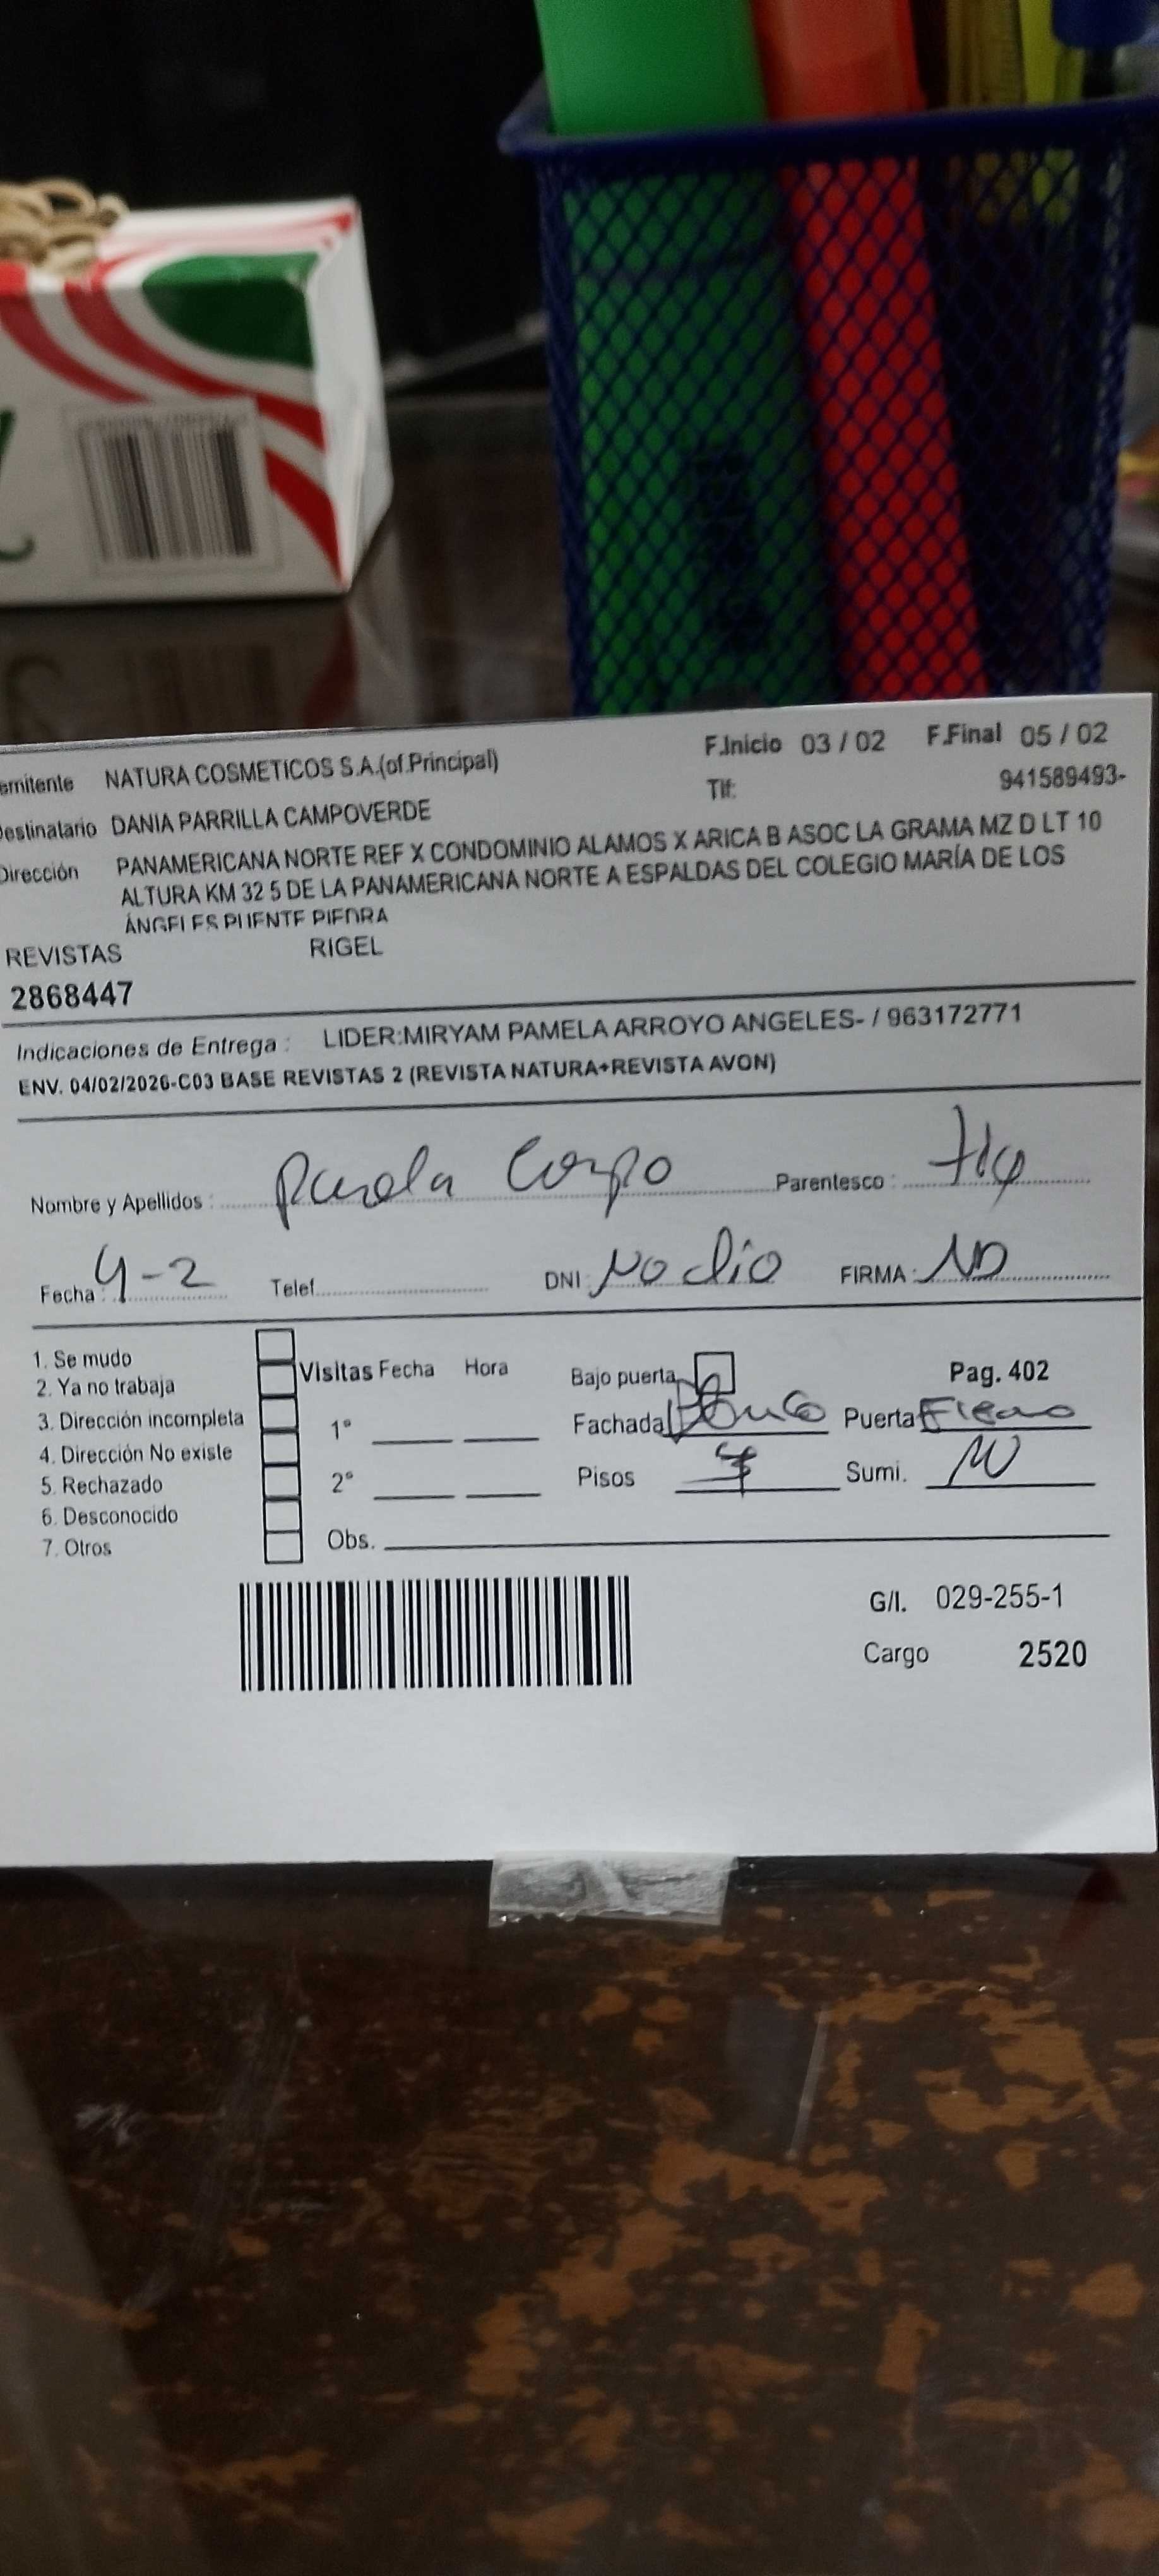 emitente NATURA COSMETICOS S.A.(of.Principal) F.Inicio 03 / 02 F.Final 05 / 02
Destinatario DANIA PARRILLA CAMPOVERDE Tlf: 941589493-
Dirección PANAMERICANA NORTE REF X CONDOMINIO ALAMOS X ARICA B ASOC LA GRAMA MZ D LT 10
ALTURA KM 32 5 DE LA PANAMERICANA NORTE A ESPALDAS DEL COLEGIO MARÍA DE LOS
ÁNGELES PUENTE PIEDRA
REVISTAS RIGEL
2868447
Indicaciones de Entrega : LIDER:MIRYAM PAMELA ARROYO ANGELES- / 963172771
ENV. 04/02/2026-C03 BASE REVISTAS 2 (REVISTA NATURA+REVISTA AVON)
Nombre y Apellidos : Parentesco :
Fecha : 4-2 Telef. DNI : No dio FIRMA : NO
1. Se mudo
2. Ya no trabaja
3. Dirección incompleta
4. Dirección No existe
5. Rechazado
6. Desconocido
7. Otros
Visitas Fecha Hora
1°
2°
Bajo puerta Pag. 402
Fachada Puerta Fierro
Pisos Sumi.
Obs.
G/I. 029-255-1
Cargo 2520